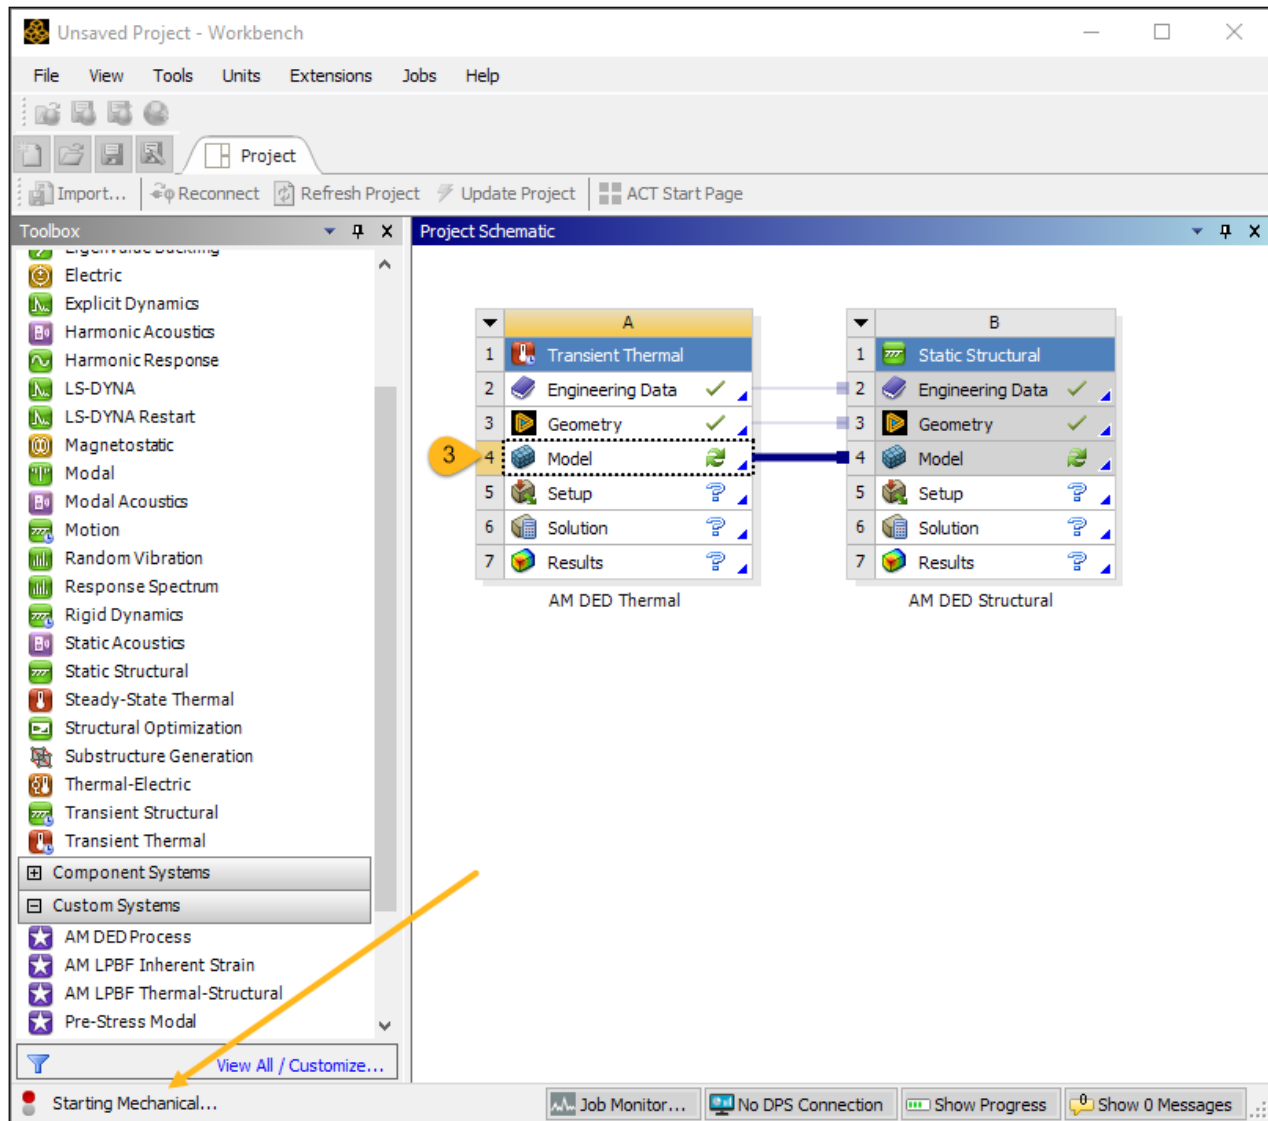 Unsaved Project - Workbench
File View Tools Units Extensions Jobs Help
Project
Import... Reconnect Refresh Project Update Project ACT Start Page
Toolbox
Project Schematic
Eigenvalue Buckling
Electric
Explicit Dynamics
Harmonic Acoustics
Harmonic Response
LS-DYNA
LS-DYNA Restart
Magnetostatic
Modal
Modal Acoustics
Motion
Random Vibration
Response Spectrum
Rigid Dynamics
Static Acoustics
Static Structural
Steady-State Thermal
Structural Optimization
Substructure Generation
Thermal-Electric
Transient Structural
Transient Thermal
Component Systems
Custom Systems
AM DED Process
AM LPBF Inherent Strain
AM LPBF Thermal-Structural
Pre-Stress Modal
View All / Customize...
A
1 Transient Thermal
2 Engineering Data
3 Geometry
3
4 Model
5 Setup
6 Solution
7 Results
AM DED Thermal
B
1 Static Structural
2 Engineering Data
3 Geometry
4 Model
5 Setup
6 Solution
7 Results
AM DED Structural
Starting Mechanical...
Job Monitor... No DPS Connection Show Progress 0 Show 0 Messages